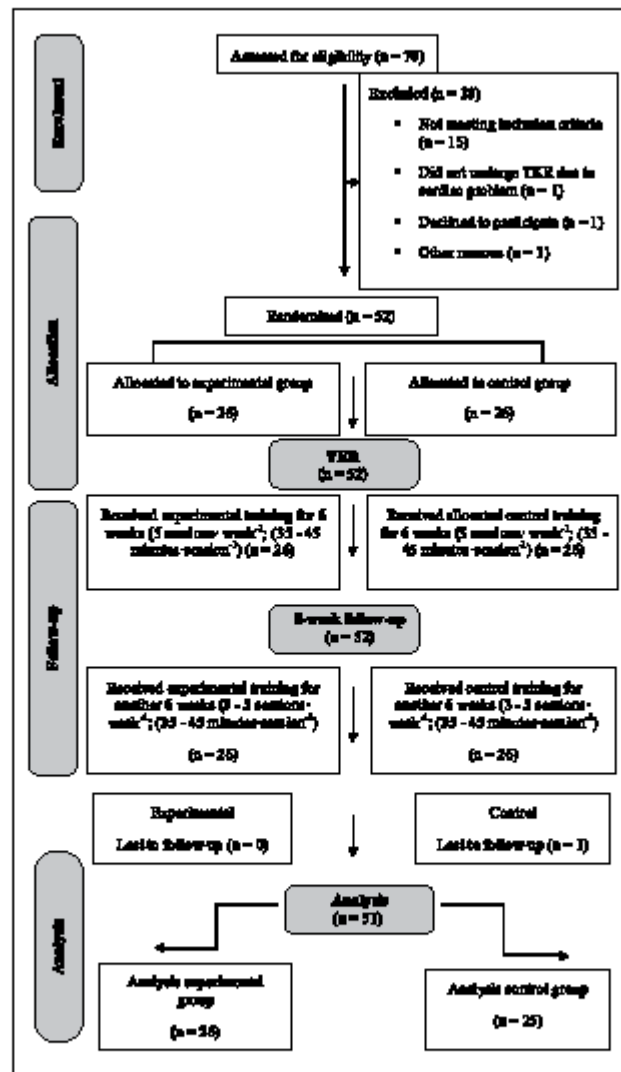 Enrolment
Assessed for eligibility (n = 70)
Excluded (n =
Not meeting inclusion criteria
(n = 15)
Did not undergo TKR due to
cardiac problem (n = 1)
Declined to participate (n = 1)
Other reasons (n = 1)
Allocation
Randomised (n = 52)
Allocated to experimental group
(n = 26)
Allocated to control group
(n = 26)
TKR
(n = 52)
Follow-up
Received experimental training for 6
weeks (5 sessions· week⁻¹; (35 - 45
minutes·session⁻¹) (n = 26)
Received allocated control training
for 6 weeks (5 sessions· week⁻¹; (35 -
45 minutes·session⁻¹) (n = 26)
-week follow-up
(n = 52)
Received experimental training for
another 6 weeks ( - 3 sessions·
week⁻¹; (35 - 45 minutes·session⁻¹)
(n = 26)
Received control training for
another 6 weeks ( - 3 sessions·
week⁻¹; (35 - 45 minutes·session⁻¹)
(n = 26)
Experimental
Lost to follow-up (n = 0)
Control
Lost to follow-up (n = 1)
Analysis
Analysis
(n = 51)
Analysis experimental
group
(n = 26)
Analysis control group
(n = 25)